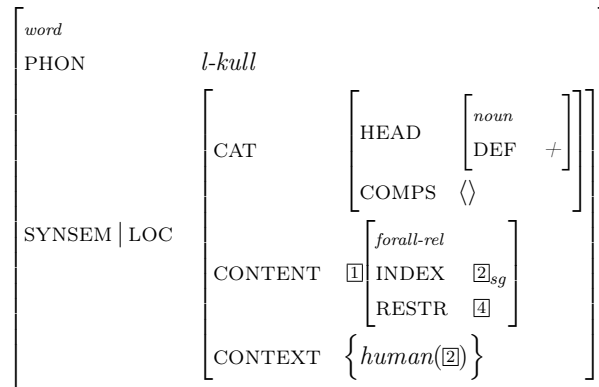 word
PHON l-kull
CAT HEAD noun
DEF +
COMPS ⟨⟩
SYNSEM | LOC
CONTENT 1 forall-rel
INDEX 2sg
RESTR 4
CONTEXT {human(2)}